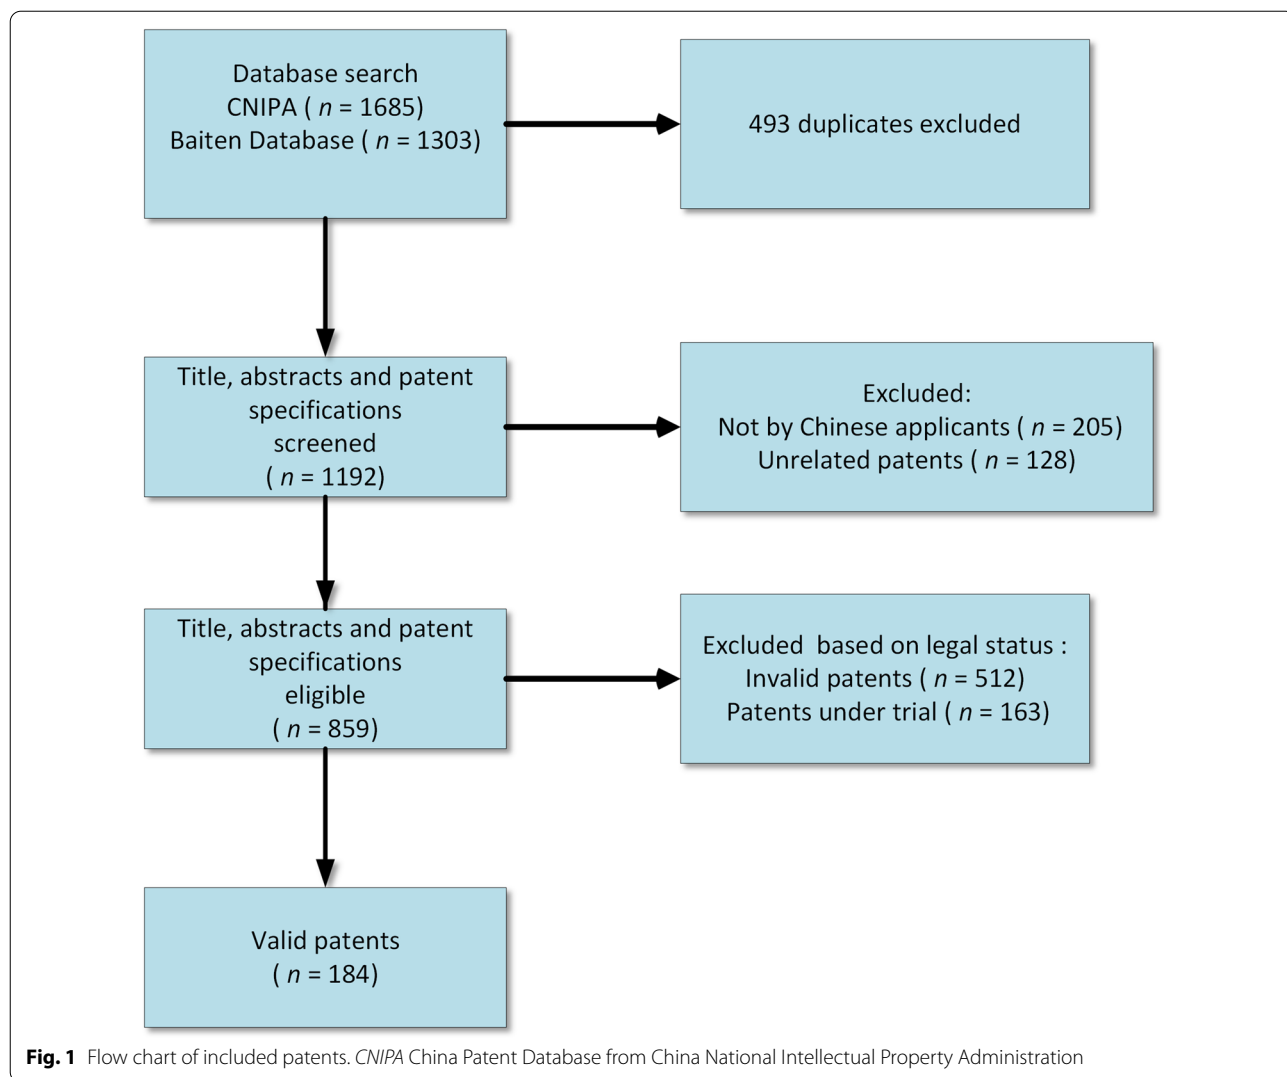 Database search
CNIPA ( n = 1685)
Baiten Database ( n = 1303)
493 duplicates excluded
Title, abstracts and patent
specifications
screened
( n = 1192)
Excluded:
Not by Chinese applicants ( n = 205)
Unrelated patents ( n = 128)
Title, abstracts and patent
specifications
eligible
( n = 859)
Excluded  based on legal status :
Invalid patents ( n = 512)
Patents under trial ( n = 163)
Valid patents
( n = 184)
Fig. 1 Flow chart of included patents. CNIPA China Patent Database from China National Intellectual Property Administration